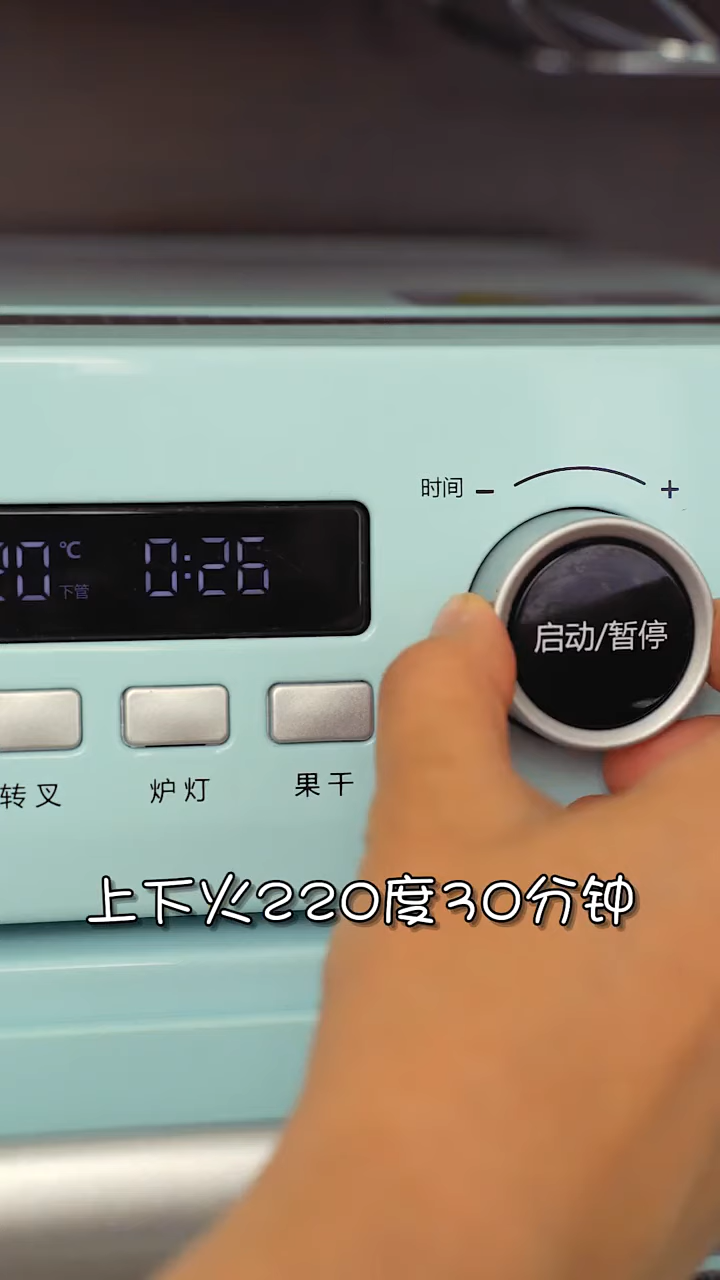 时间 － +
20 ℃ 0:26
下管
启动/暂停
转叉 炉灯 果干
上下火220度30分钟